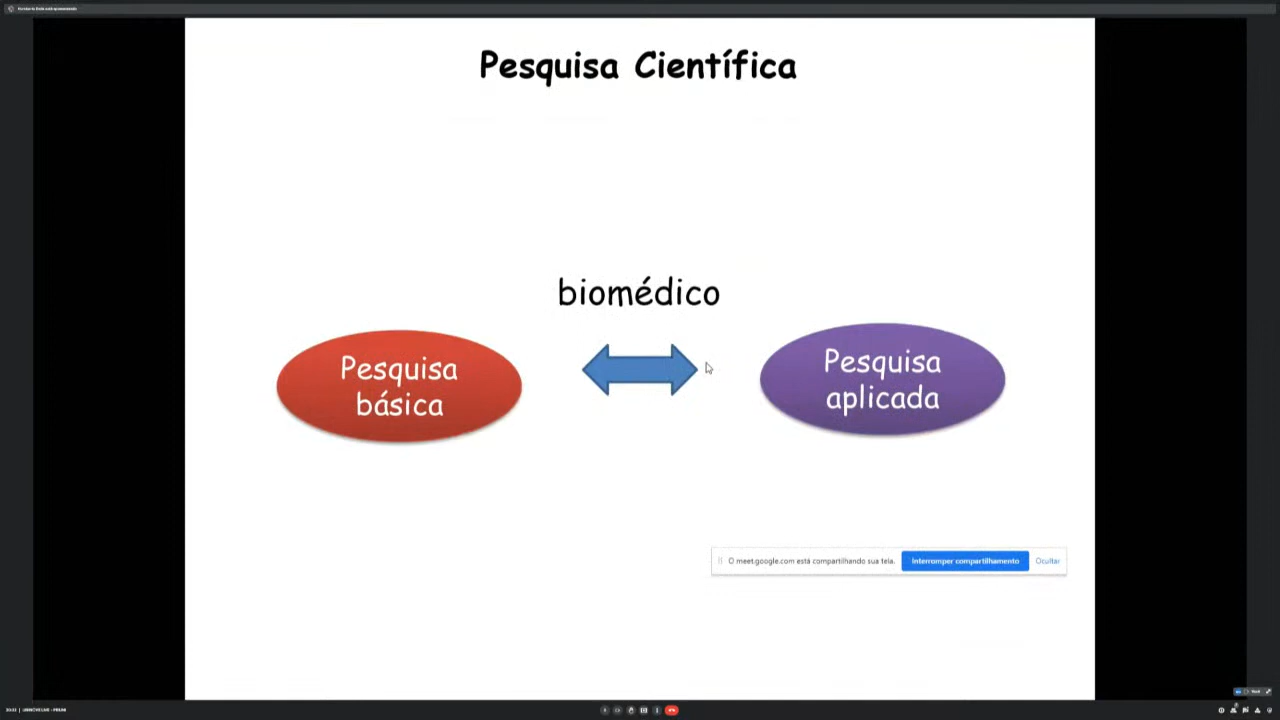 Pesquisa Científica
biomédico
Pesquisa
básica
Pesquisa
aplicada
O meet.google.com está compartilhando sua tela.
Interromper compartilhamento
Ocultar